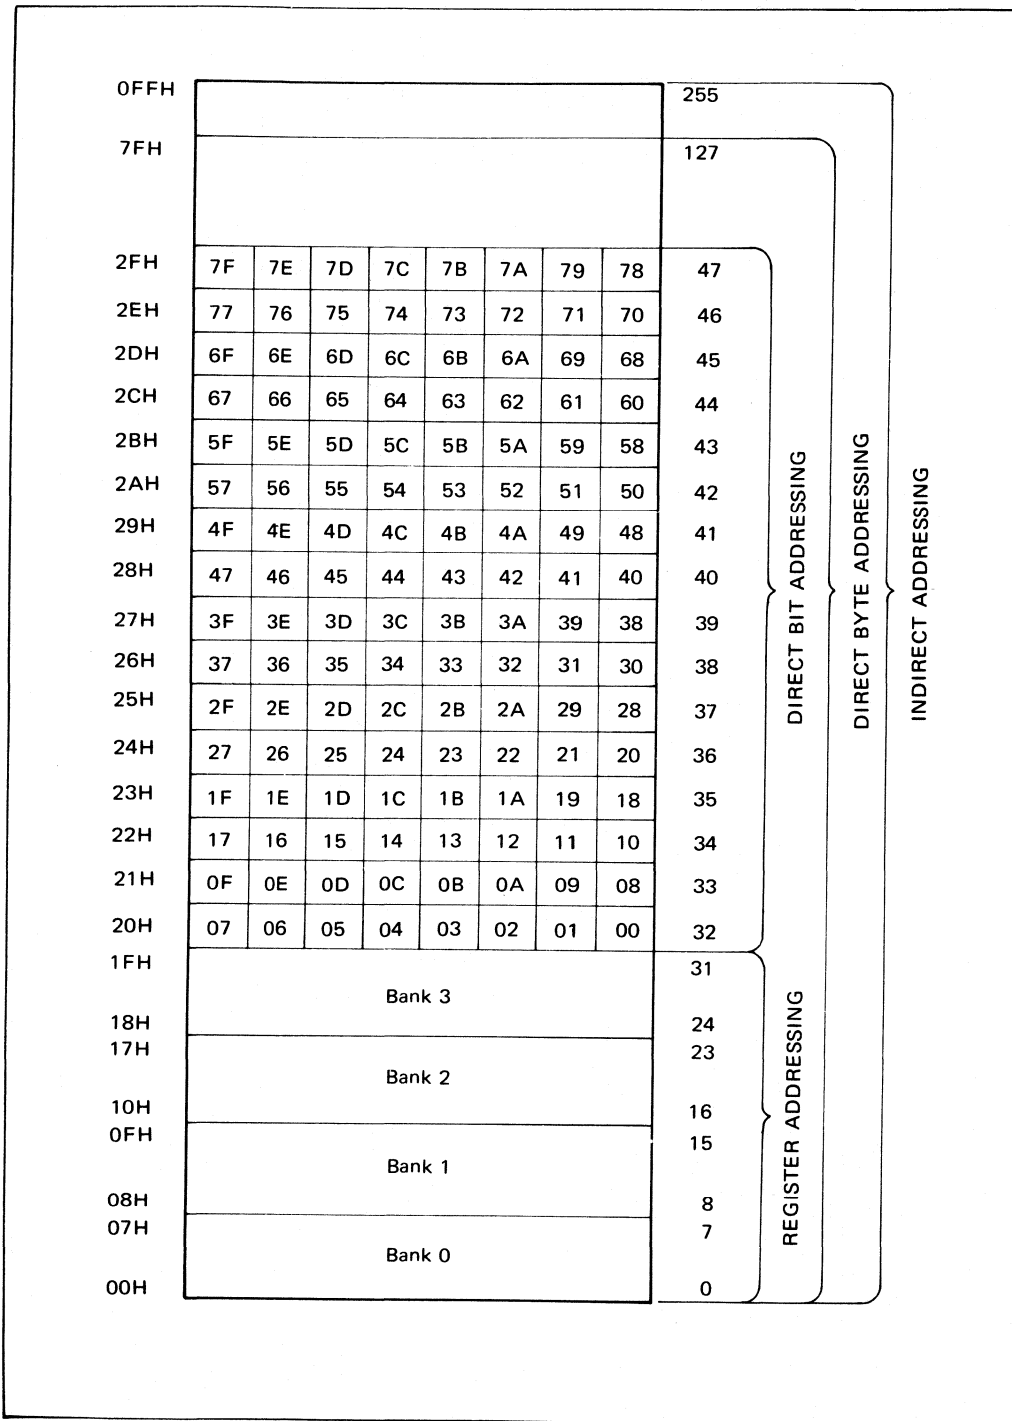 0FFH 255
7FH 127
2FH 7F 7E 7D 7C 7B 7A 79 78 47
2EH 77 76 75 74 73 72 71 70 46
2DH 6F 6E 6D 6C 6B 6A 69 68 45
2CH 67 66 65 64 63 62 61 60 44
2BH 5F 5E 5D 5C 5B 5A 59 58 43
2AH 57 56 55 54 53 52 51 50 42
29H 4F 4E 4D 4C 4B 4A 49 48 41
28H 47 46 45 44 43 42 41 40 40
27H 3F 3E 3D 3C 3B 3A 39 38 39
26H 37 36 35 34 33 32 31 30 38
25H 2F 2E 2D 2C 2B 2A 29 28 37
24H 27 26 25 24 23 22 21 20 36
23H 1F 1E 1D 1C 1B 1A 19 18 35
22H 17 16 15 14 13 12 11 10 34
21H 0F 0E 0D 0C 0B 0A 09 08 33
20H 07 06 05 04 03 02 01 00 32
1FH 31
Bank 3
18H 24
17H 23
Bank 2
10H 16
0FH 15
Bank 1
08H 8
07H 7
Bank 0
00H 0
DIRECT BIT ADDRESSING
REGISTER ADDRESSING
DIRECT BYTE ADDRESSING
INDIRECT ADDRESSING